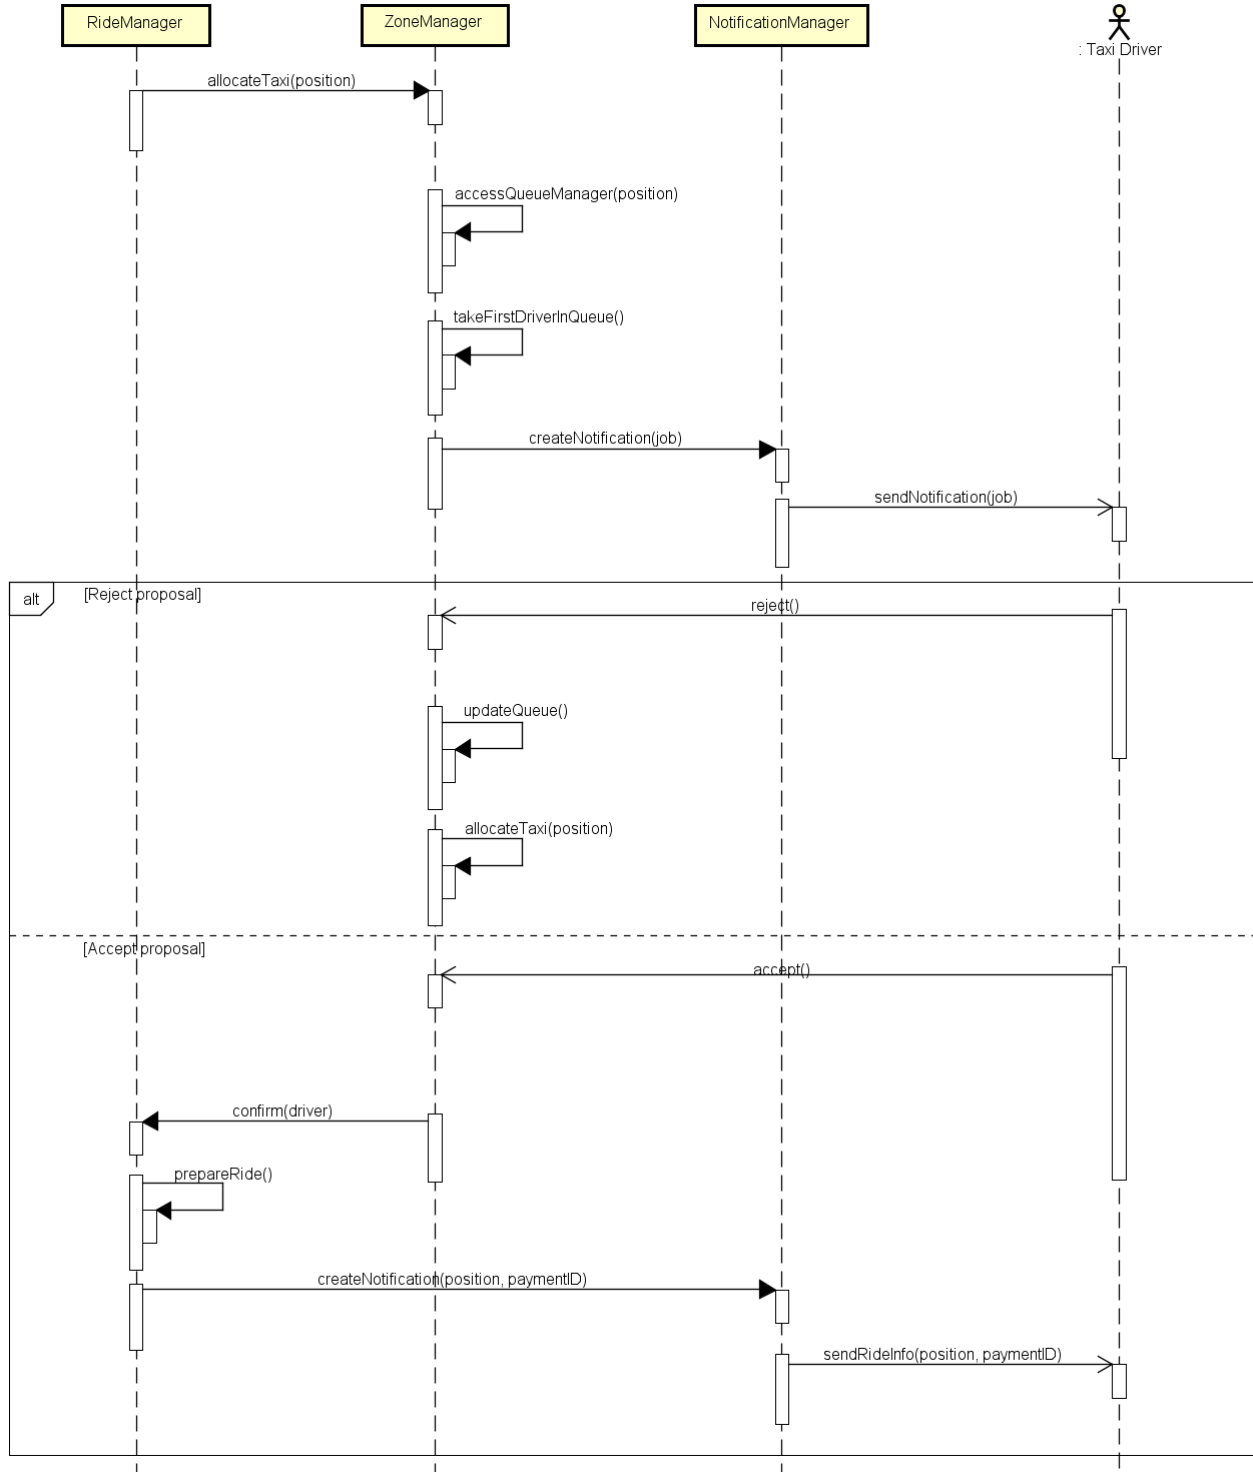 RideManager
ZoneManager
NotificationManager
: Taxi Driver
allocateTaxi(position)
accessQueueManager(position)
takeFirstDriverInQueue()
createNotification(job)
sendNotification(job)
alt
[Reject proposal]
reject()
updateQueue()
allocateTaxi(position)
[Accept proposal]
accept()
confirm(driver)
prepareRide()
createNotification(position, paymentID)
sendRideInfo(position, paymentID)